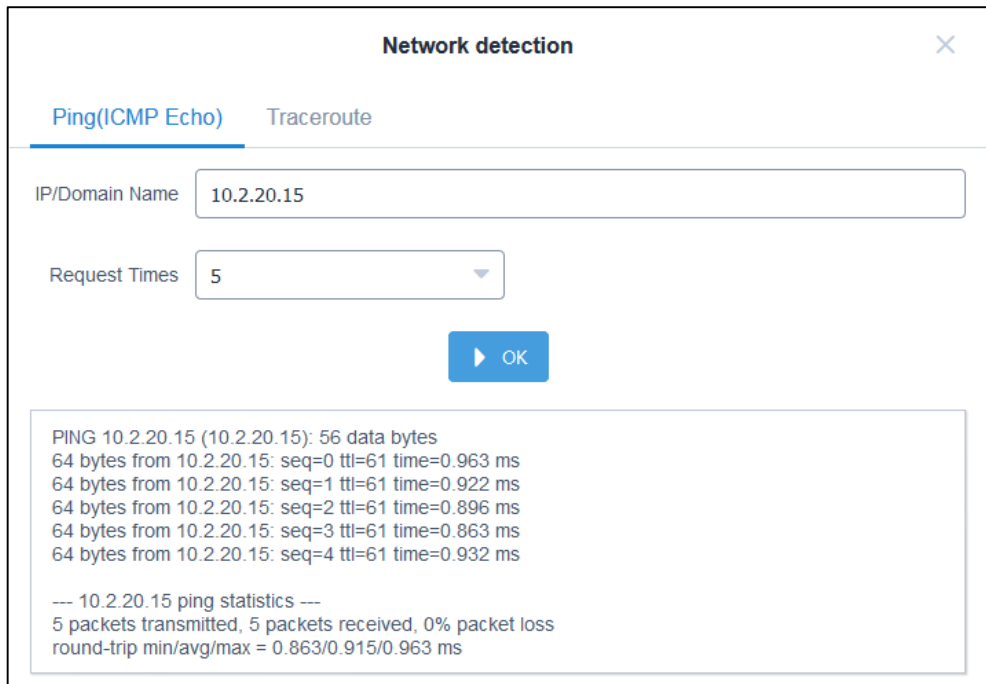 Network detection
Ping(ICMP Echo) Traceroute
IP/Domain Name 10.2.20.15
Request Times 5
OK
PING 10.2.20.15 (10.2.20.15): 56 data bytes
64 bytes from 10.2.20.15: seq=0 ttl=61 time=0.963 ms
64 bytes from 10.2.20.15: seq=1 ttl=61 time=0.922 ms
64 bytes from 10.2.20.15: seq=2 ttl=61 time=0.896 ms
64 bytes from 10.2.20.15: seq=3 ttl=61 time=0.863 ms
64 bytes from 10.2.20.15: seq=4 ttl=61 time=0.932 ms
--- 10.2.20.15 ping statistics ---
5 packets transmitted, 5 packets received, 0% packet loss
round-trip min/avg/max = 0.863/0.915/0.963 ms